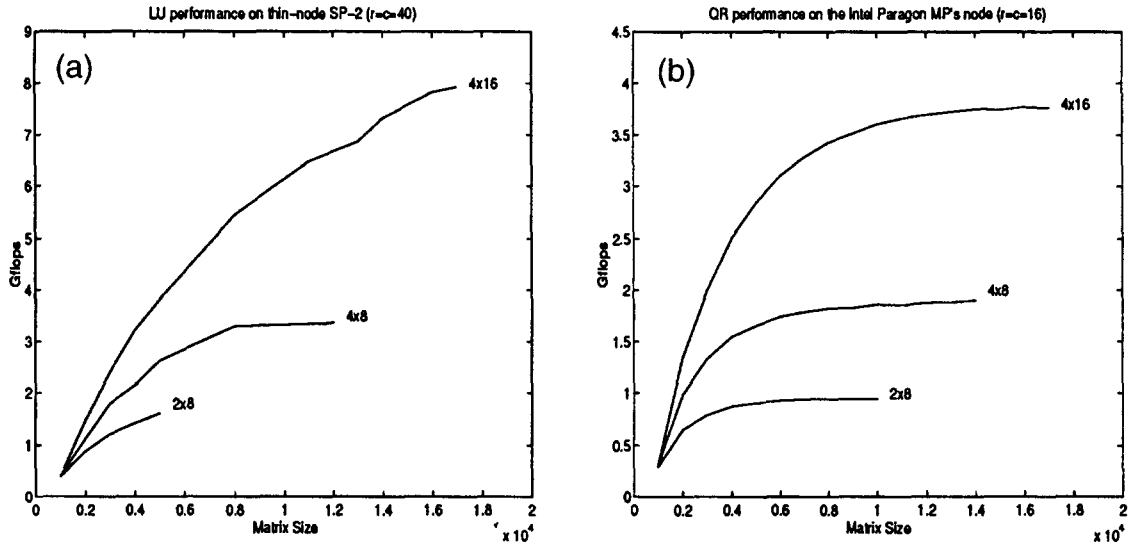 LU performance on thin-node SP-2 (r=c=40)
(a)
Gflops
9
8
7
6
5
4
3
2
1
0
4x16
4x8
2x8
0 0.2 0.4 0.6 0.8 1 1.2 1.4 1.6 1.8 2
Matrix Size
x 10^4
QR performance on the Intel Paragon MP's node (r=c=16)
(b)
Gflops
4.5
4
3.5
3
2.5
2
1.5
1
0.5
0
4x16
4x8
2x8
0 0.2 0.4 0.6 0.8 1 1.2 1.4 1.6 1.8 2
Matrix Size
x 10^4